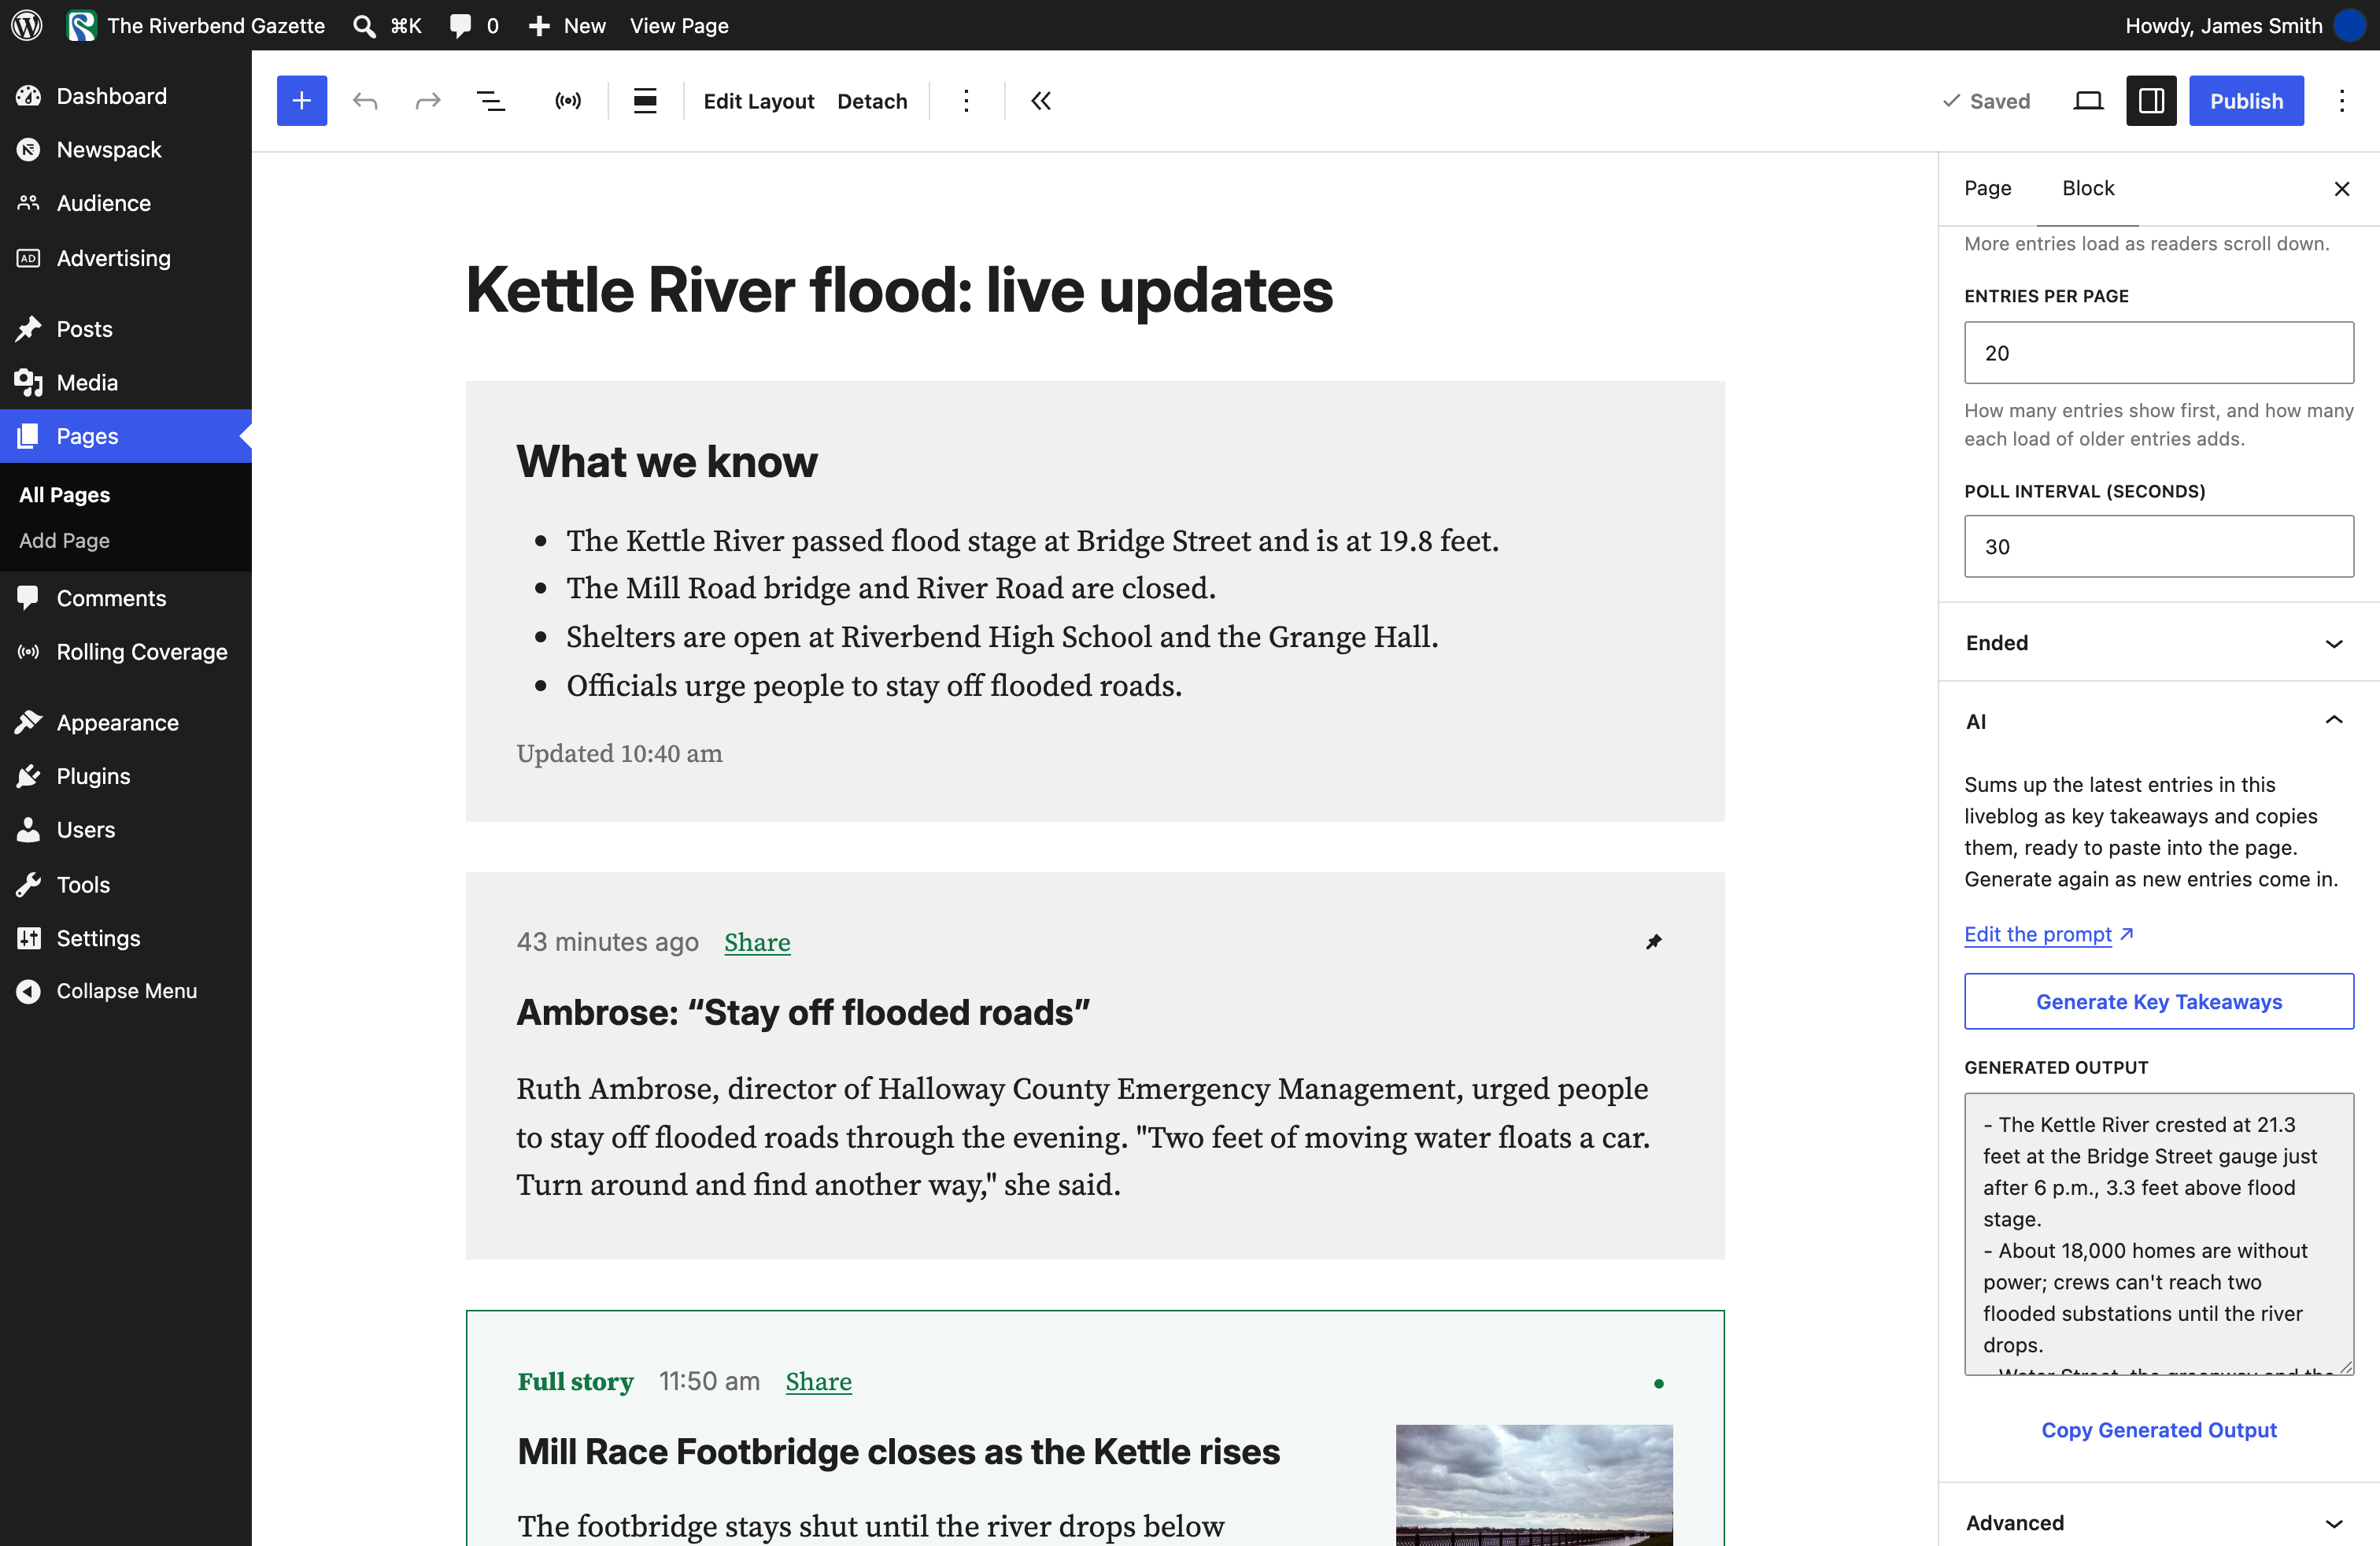 The Riverbend Gazette
⌘K
0
New
View Page
Howdy, James Smith
Dashboard
Newspack
Audience
AD
Advertising
Posts
Media
Pages
All Pages
Add Page
Comments
Rolling Coverage
Appearance
Plugins
Users
Tools
Settings
Collapse Menu
Edit Layout
Detach
Saved
Publish
Kettle River flood: live updates
What we know
• The Kettle River passed flood stage at Bridge Street and is at 19.8 feet.
• The Mill Road bridge and River Road are closed.
• Shelters are open at Riverbend High School and the Grange Hall.
• Officials urge people to stay off flooded roads.
Updated 10:40 am
43 minutes ago Share
Ambrose: “Stay off flooded roads”
Ruth Ambrose, director of Halloway County Emergency Management, urged people
to stay off flooded roads through the evening. "Two feet of moving water floats a car.
Turn around and find another way," she said.
Full story 11:50 am Share
Mill Race Footbridge closes as the Kettle rises
The footbridge stays shut until the river drops below
Page
Block
More entries load as readers scroll down.
ENTRIES PER PAGE
20
How many entries show first, and how many
each load of older entries adds.
POLL INTERVAL (SECONDS)
30
Ended
AI
Sums up the latest entries in this
liveblog as key takeaways and copies
them, ready to paste into the page.
Generate again as new entries come in.
Edit the prompt ↗
Generate Key Takeaways
GENERATED OUTPUT
- The Kettle River crested at 21.3
feet at the Bridge Street gauge just
after 6 p.m., 3.3 feet above flood
stage.
- About 18,000 homes are without
power; crews can't reach two
flooded substations until the river
drops.
- Water Street, the greenway and the
Copy Generated Output
Advanced